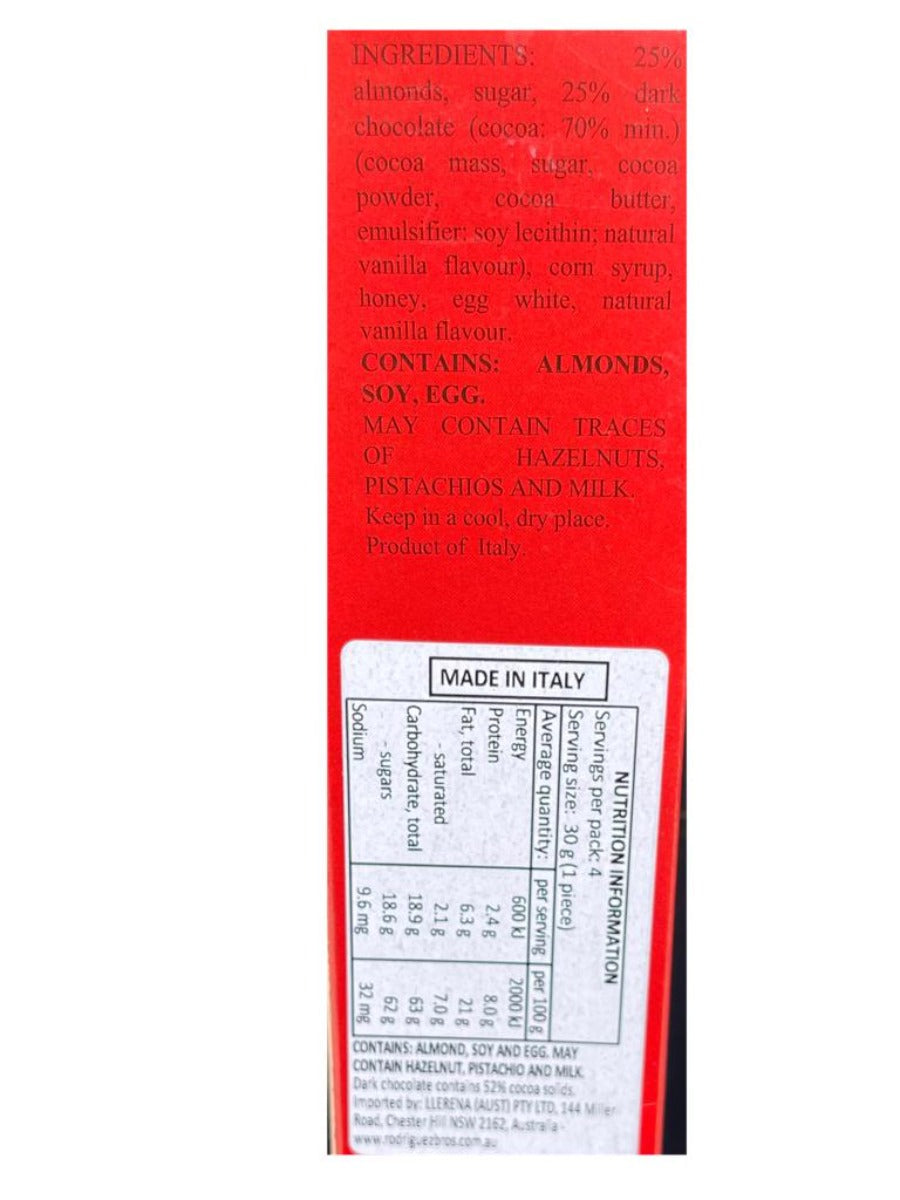 INGREDIENTS: 25%
almonds, sugar, 25% dark
chocolate (cocoa: 70% min.)
(cocoa mass, sugar, cocoa
powder, cocoa butter,
emulsifier: soy lecithin; natural
vanilla flavour), corn syrup,
honey, egg white, natural
vanilla flavour.
CONTAINS: ALMONDS,
SOY, EGG.
MAY CONTAIN TRACES
OF HAZELNUTS,
PISTACHIOS AND MILK.
Keep in a cool, dry place.
Product of Italy.
MADE IN ITALY
NUTRITION INFORMATION
Servings per pack: 4
Serving size: 30 g (1 piece)
Average quantity: per serving per 100 g
Energy 600 kJ 2000 kJ
Protein 2.4 g 8.0 g
Fat, total 6.3 g 21 g
- saturated 2.1 g 7.0 g
Carbohydrate, total 18.9 g 63 g
- sugars 18.6 g 62 g
Sodium 9.6 mg 32 mg
CONTAINS: ALMOND, SOY AND EGG. MAY
CONTAIN HAZELNUT, PISTACHIO AND MILK.
Dark chocolate contains 52% cocoa solids.
Imported by: LLERENA (AUST) PTY LTD, 144 Miller
Road, Chester Hill NSW 2162, Australia -
www.rodriguezbros.com.au